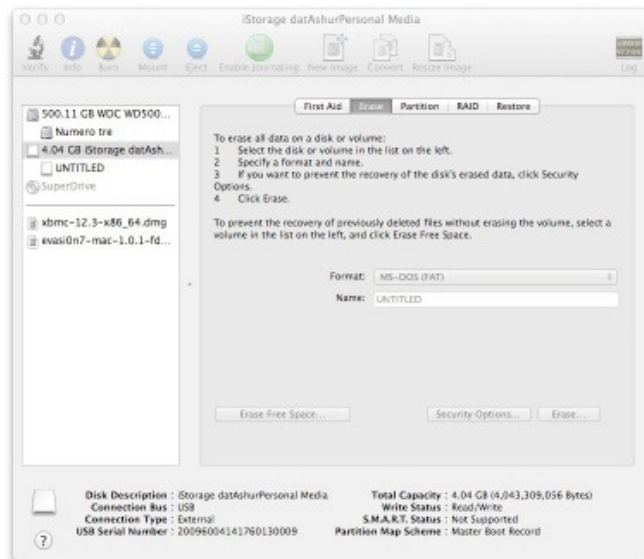 iStorage datAshurPersonal Media
Verify Info Burn Mount Eject Enable Journaling New Image Convert Resize Image Log
First Aid Erase Partition RAID Restore
500.11 GB WDC WD500...
Numero tre
4.04 GB iStorage datAsh...
UNTITLED
SuperDrive
xbmc-12.3-x86_64.dmg
evasi0n7-mac-1.0.1-fd...
To erase all data on a disk or volume:
1 Select the disk or volume in the list on the left.
2 Specify a format and name.
3 If you want to prevent the recovery of the disk's erased data, click Security
Options.
4 Click Erase.
To prevent the recovery of previously deleted files without erasing the volume, select a
volume in the list on the left, and click Erase Free Space.
Format: MS-DOS (FAT)
Name: UNTITLED
Erase Free Space... Security Options... Erase...
Disk Description : iStorage datAshurPersonal Media Total Capacity : 4.04 GB (4,043,309,056 Bytes)
Connection Bus : USB Write Status : Read/Write
Connection Type : External S.M.A.R.T. Status : Not Supported
USB Serial Number : 20096004141760130009 Partition Map Scheme : Master Boot Record
?